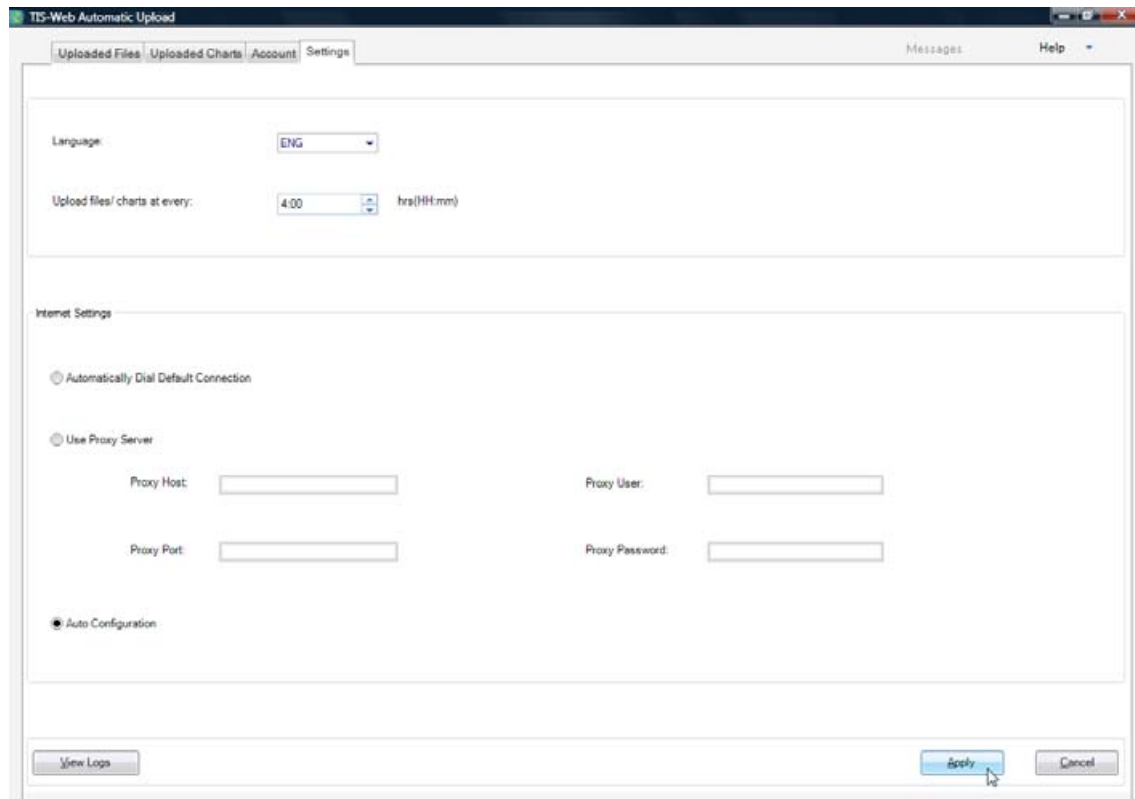 TIS-Web Automatic Upload
Uploaded Files Uploaded Charts Account Settings Messages Help
Language: ENG
Upload files/ charts at every: 4:00 hrs(HH:mm)
Internet Settings
Automatically Dial Default Connection
Use Proxy Server
Proxy Host: Proxy User:
Proxy Port: Proxy Password:
Auto Configuration
View Logs Apply Cancel